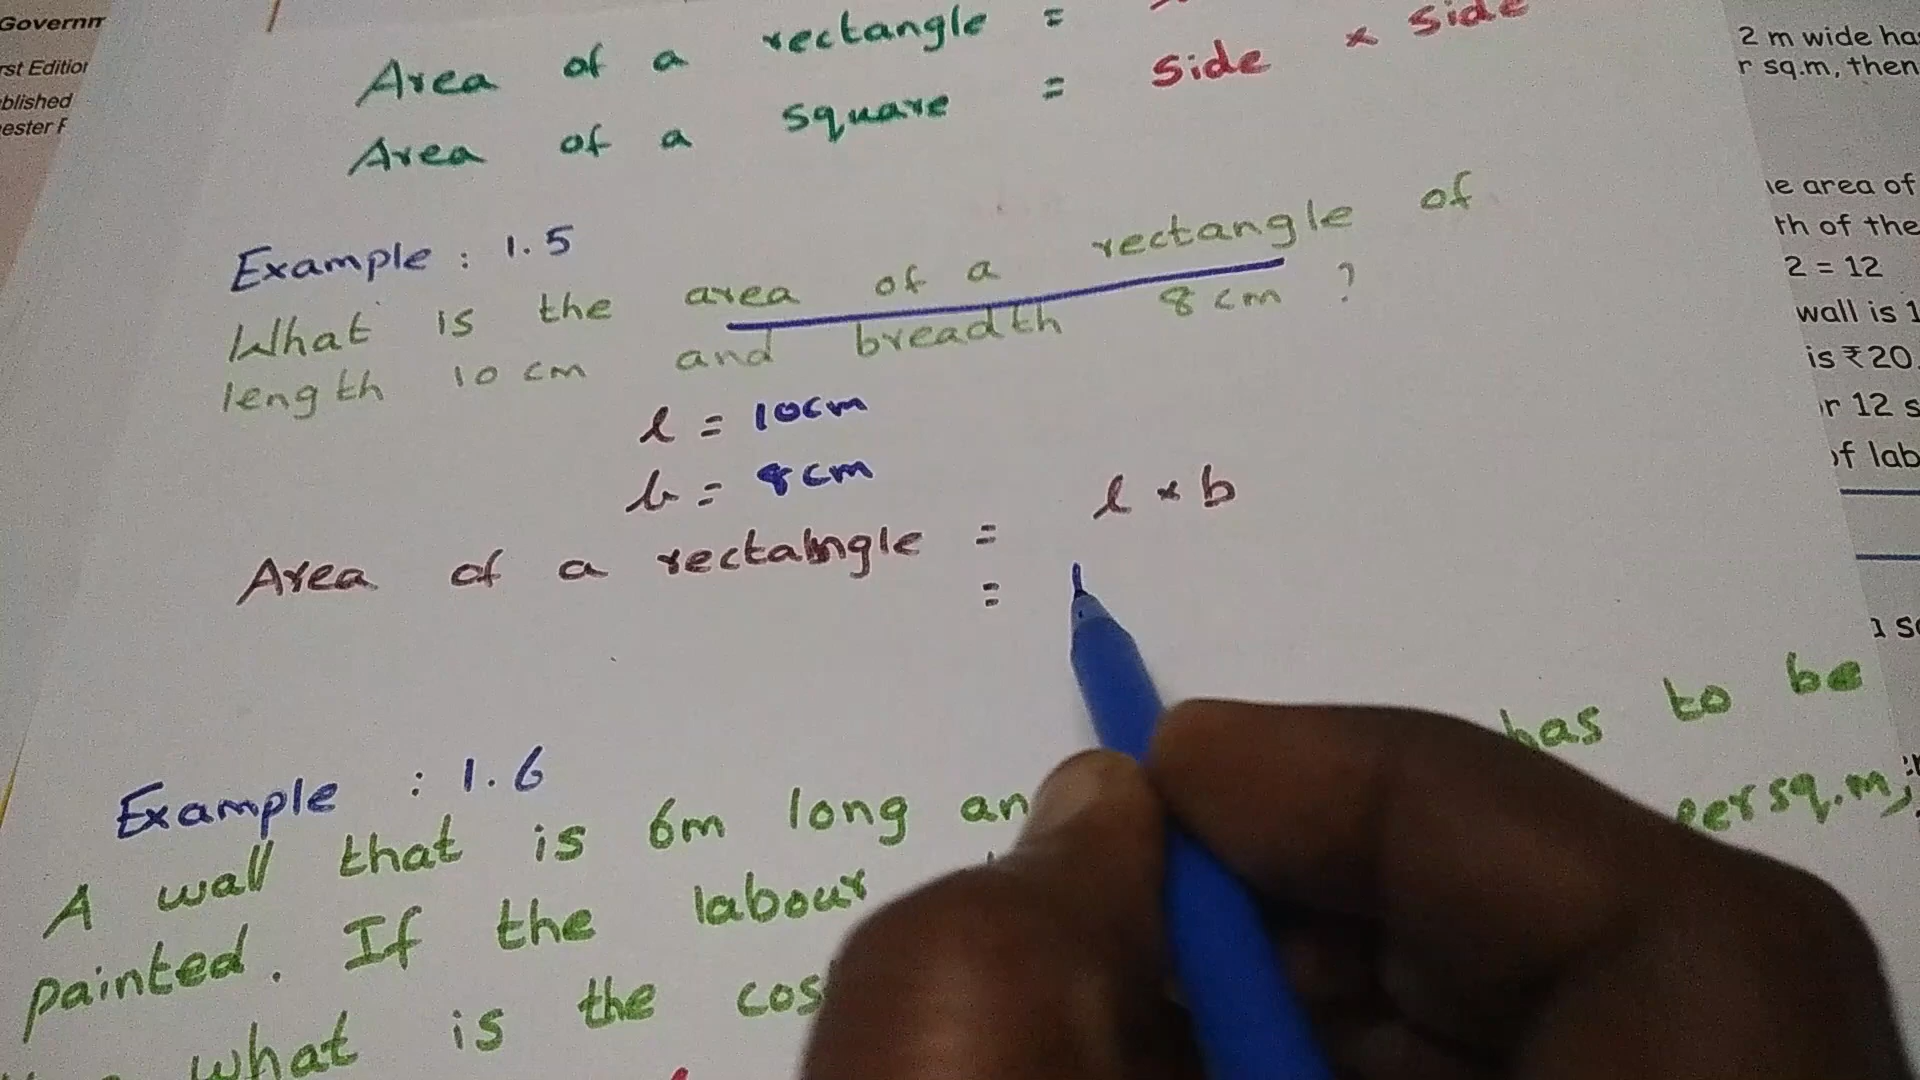 Area of a rectangle =
Area of a square = side × side
Example : 1.5
What is the area of a rectangle of
length 10 cm and breadth 8 cm ?
l = 10cm
b = 8cm
Area of a rectangle = l × b
=
Example : 1.6
A wall that is 6m long has to be
painted. If the labour per sq.m,
what is the
Governm
rst Edition
blished
ester
2 m wide has
r sq.m, then
e area of
th of the
2 = 12
wall is 1
is ₹20.
r 12 s
of lab